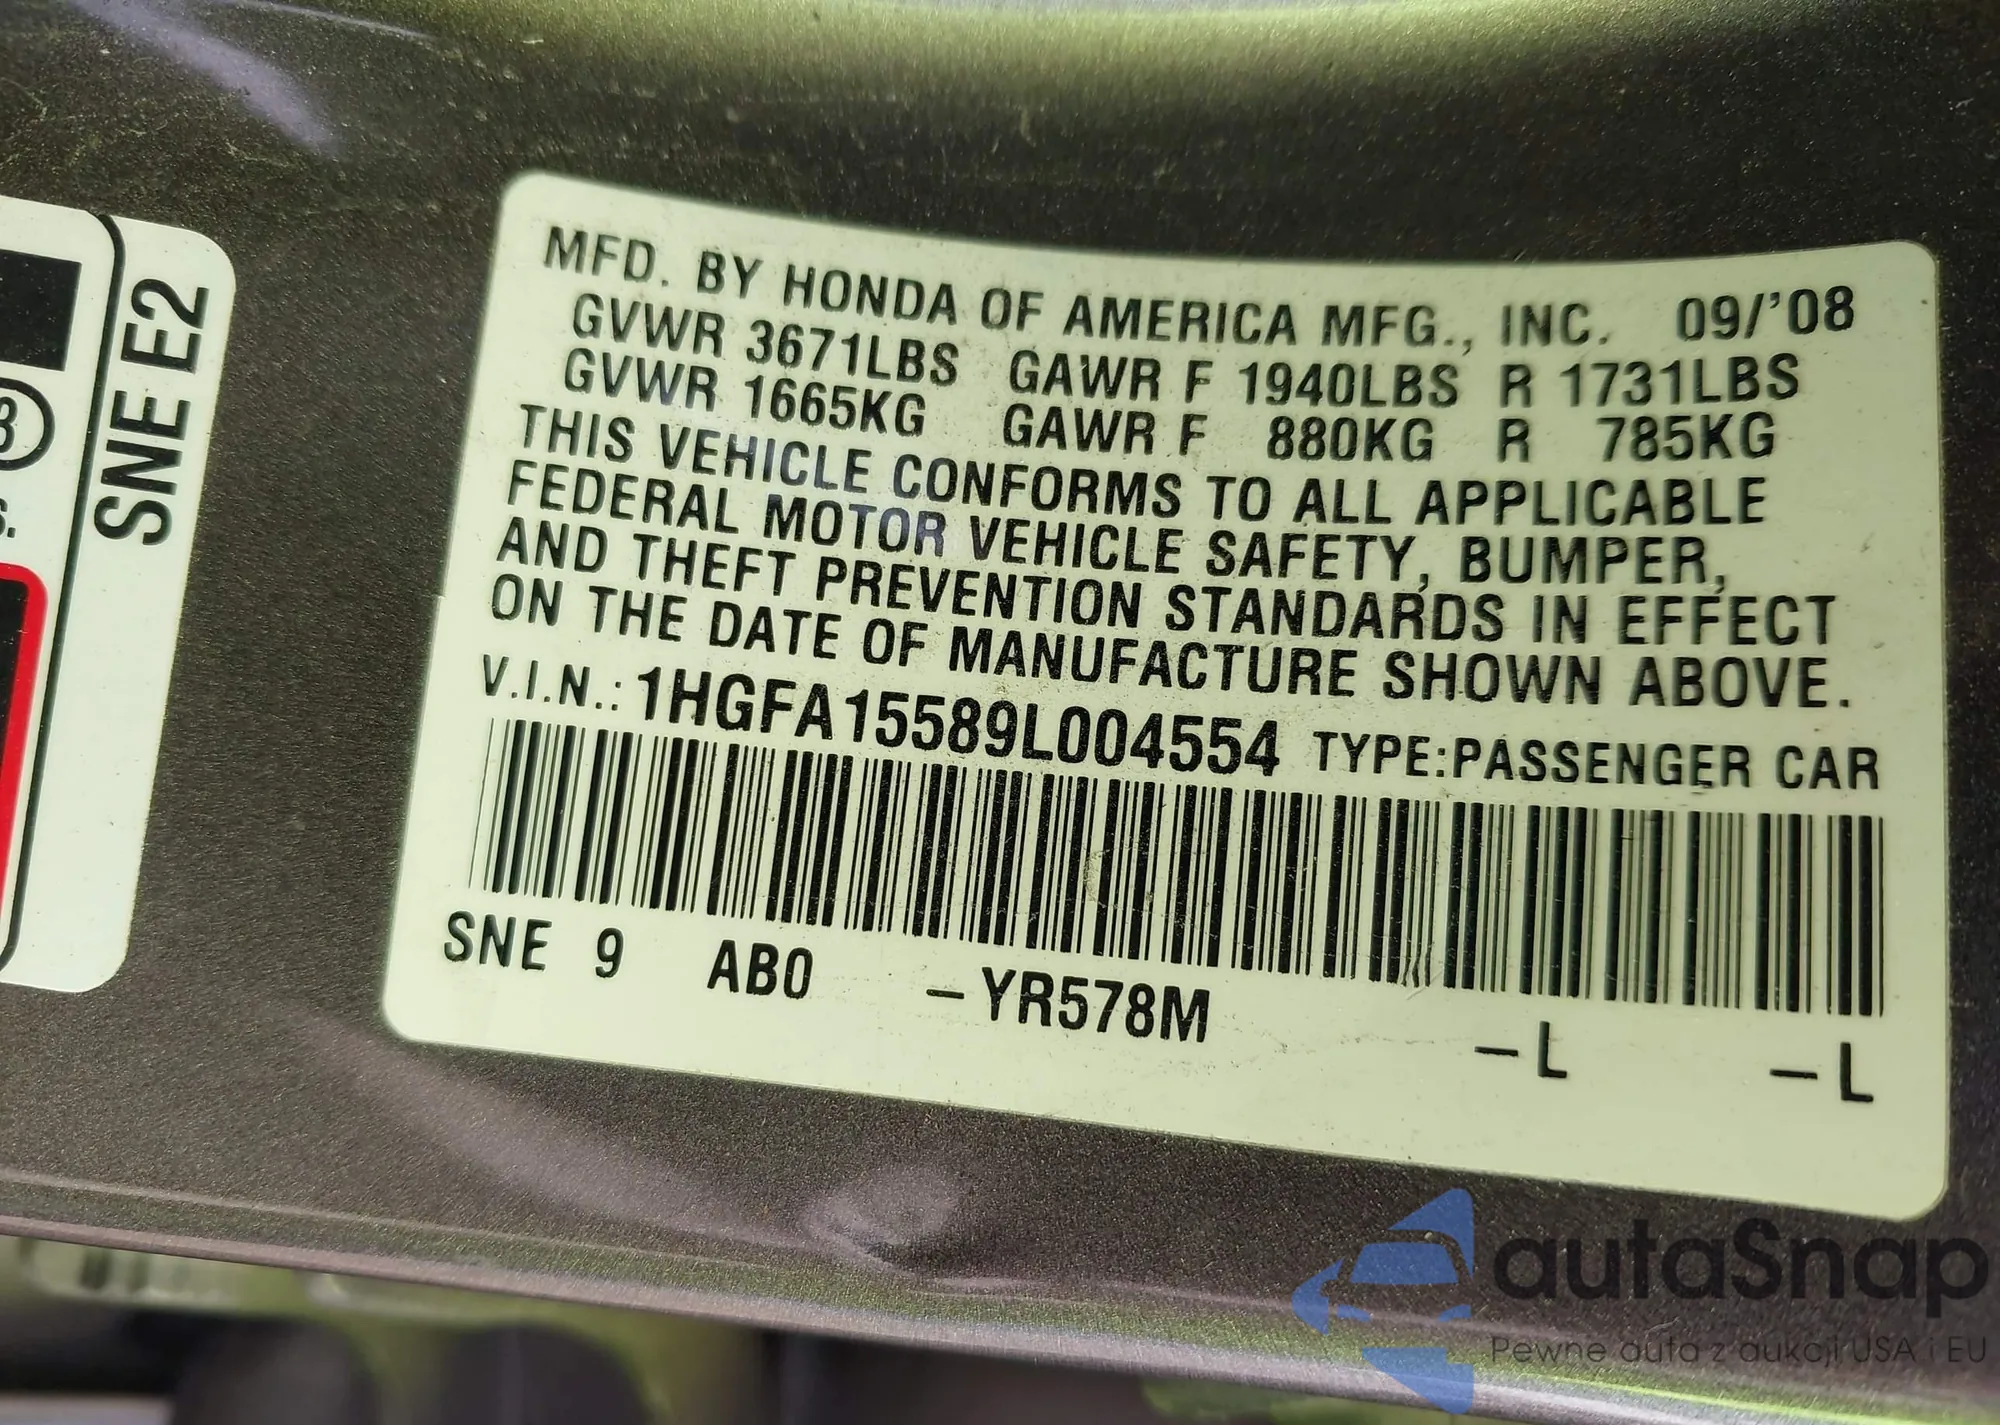 SNE E2
MFD. BY HONDA OF AMERICA MFG., INC. 09/'08
GVWR 3671LBS GAWR F 1940LBS R 1731LBS
GVWR 1665KG GAWR F 880KG R 785KG
THIS VEHICLE CONFORMS TO ALL APPLICABLE
FEDERAL MOTOR VEHICLE SAFETY, BUMPER,
AND THEFT PREVENTION STANDARDS IN EFFECT
ON THE DATE OF MANUFACTURE SHOWN ABOVE.
V.I.N.: 1HGFA15589L004554 TYPE:PASSENGER CAR
SNE 9 AB0 –YR578M –L –L
autaSnap
Pewne auta z aukcji USA i EU